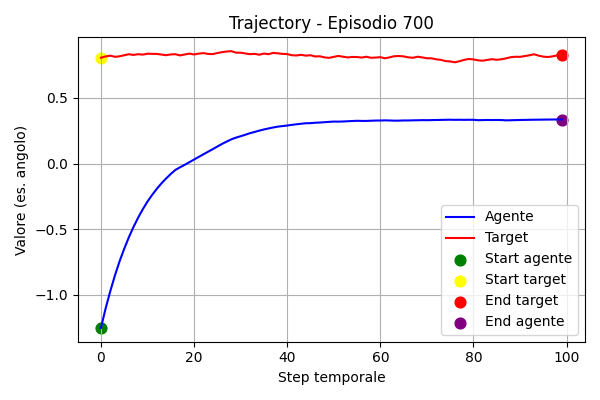 Trajectory - Episodio 700
Valore (es. angolo)
0.5
0.0
−0.5
−1.0
0
20
40
60
80
100
Step temporale
Agente
Target
Start agente
Start target
End target
End agente